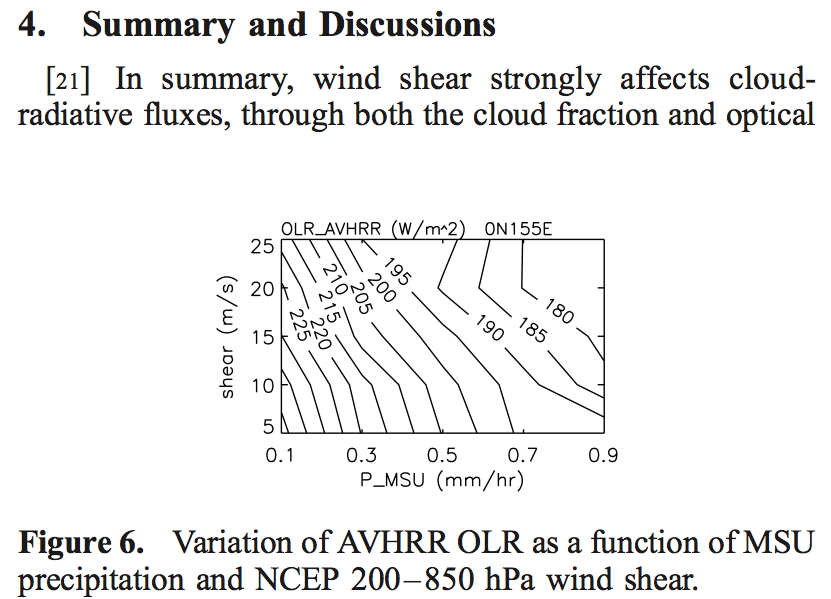 4. Summary and Discussions
[21] In summary, wind shear strongly affects cloud-
radiative fluxes, through both the cloud fraction and optical
OLR_AVHRR (W/m^2) 0N155E
25
20
15
10
5
shear (m/s)
195
200
205
210
215
220
225
190
185
180
0.1 0.3 0.5 0.7 0.9
P_MSU (mm/hr)
Figure 6. Variation of AVHRR OLR as a function of MSU
precipitation and NCEP 200–850 hPa wind shear.